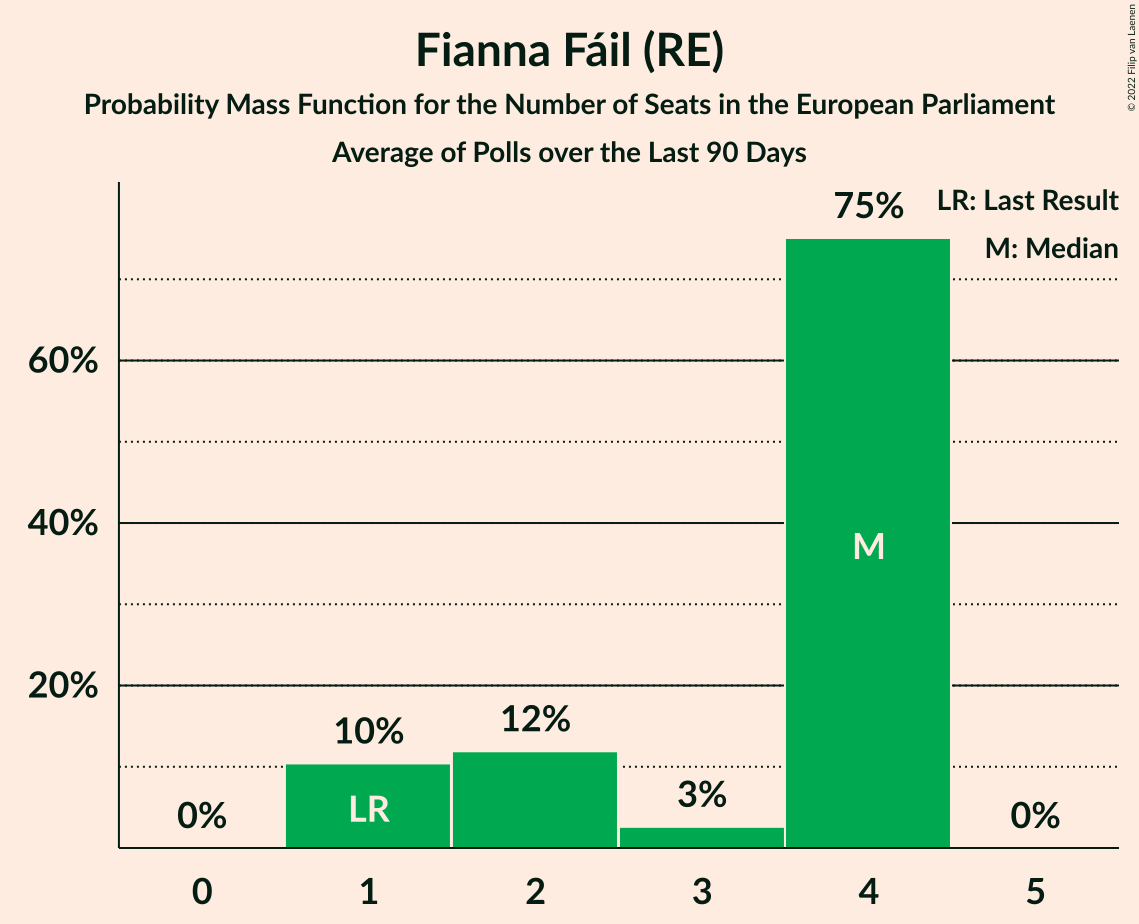 Fianna Fáil (RE)
Probability Mass Function for the Number of Seats in the European Parliament
Average of Polls over the Last 90 Days
© 2022 Filip van Laenen
LR: Last Result
M: Median
75%
60%
40%
20%
0%
10%
12%
3%
0%
LR
M
0 1 2 3 4 5